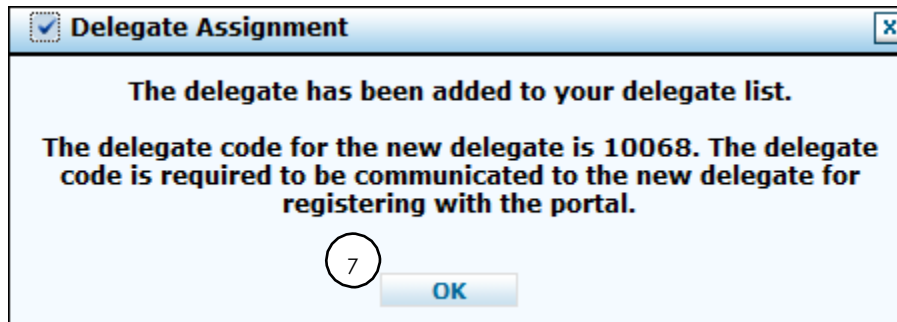 Delegate Assignment
X
The delegate has been added to your delegate list.
The delegate code for the new delegate is 10068. The delegate
code is required to be communicated to the new delegate for
registering with the portal.
7
OK